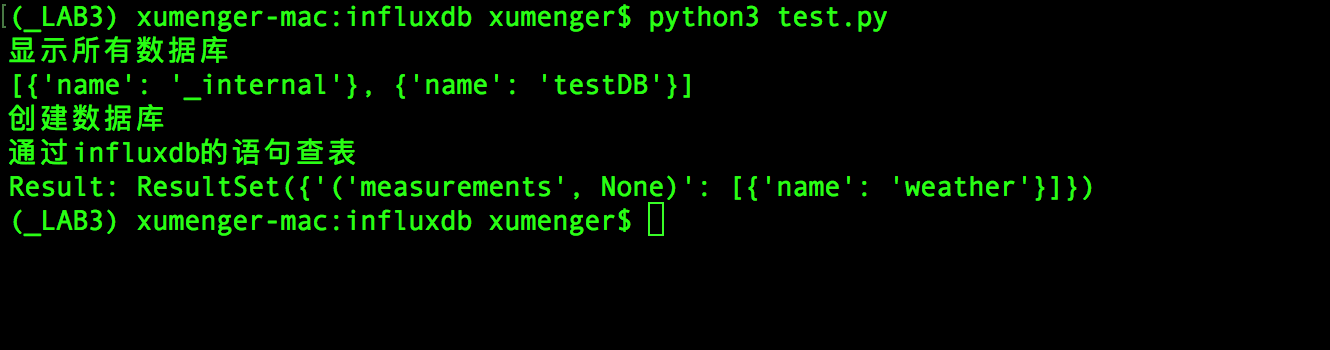 (_LAB3) xumenger-mac:influxdb xumenger$ python3 test.py
显示所有数据库
[{'name': '_internal'}, {'name': 'testDB'}]
创建数据库
通过influxdb的语句查表
Result: ResultSet({'('measurements', None)': [{'name': 'weather'}]})
(_LAB3) xumenger-mac:influxdb xumenger$